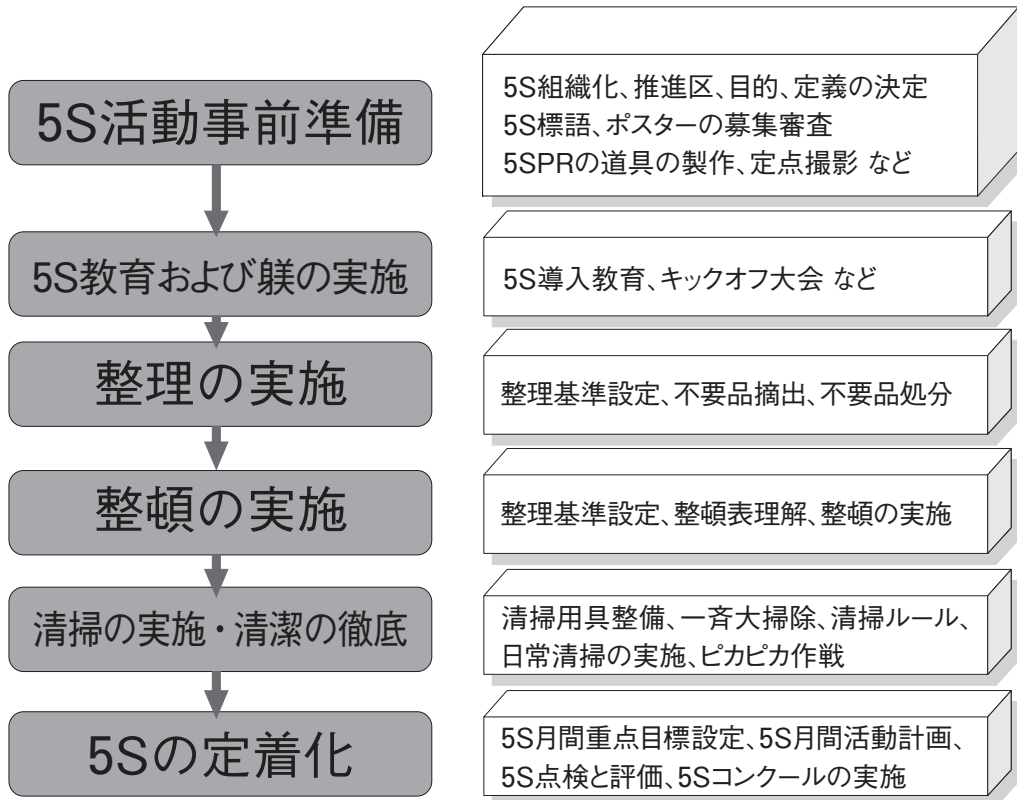 5S活動事前準備
5S組織化、推進区、目的、定義の決定
5S標語、ポスターの募集審査
5SPRの道具の製作、定点撮影 など
5S教育および躾の実施
5S導入教育、キックオフ大会 など
整理の実施
整理基準設定、不要品摘出、不要品処分
整頓の実施
整理基準設定、整頓表理解、整頓の実施
清掃の実施・清潔の徹底
清掃用具整備、一斉大掃除、清掃ルール、
日常清掃の実施、ピカピカ作戦
5Sの定着化
5S月間重点目標設定、5S月間活動計画、
5S点検と評価、5Sコンクールの実施